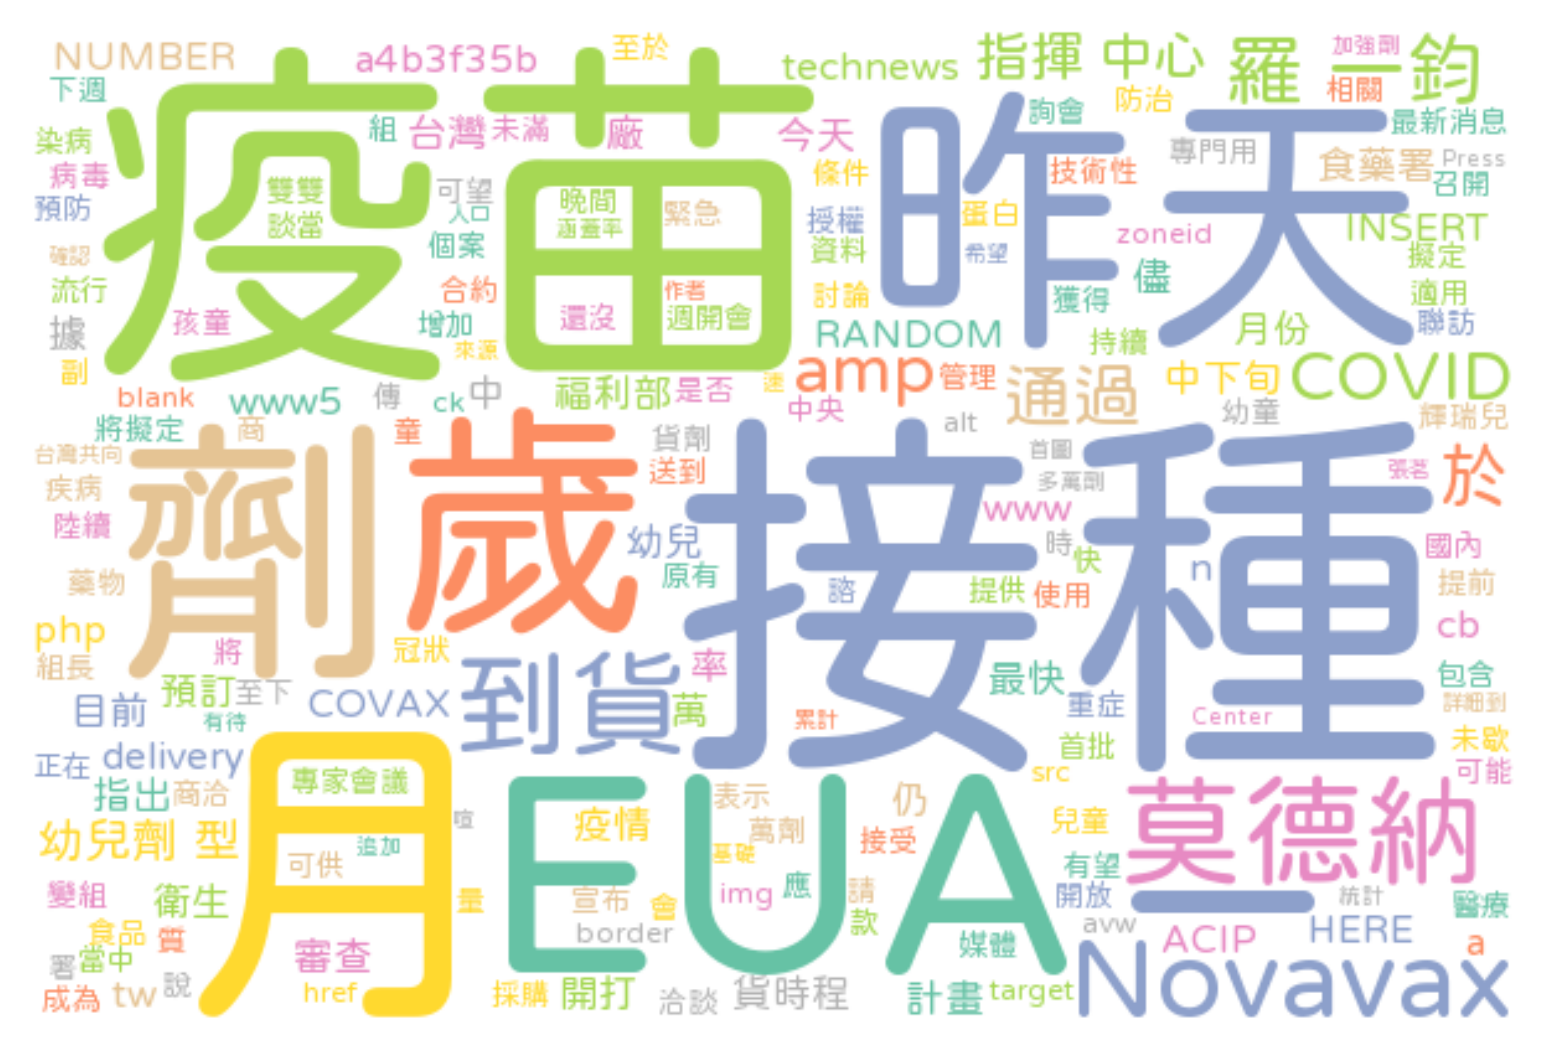 NUMBER
a4b3f35b
至於
technews
指揮 中心
羅一鈞
加強劑
下週
疫苗
昨天
相關
防治
詢會
最新消息
染病
組
台灣
未滿
廠
今天
專門用
食藥署
Press
病毒
雙雙
可望
條件
技術性
召開
預防
談當
人口
晚間
緊急
授權
蛋白
INSERT
涵蓋率
個案
資料
zoneid
確認
希望
擬定
流行
合約
作者
討論
獲得
儘
適用
據
孩童
增加
還沒
週開會
RANDOM
持續
月份
聯訪
副
來源
速
amp
管理
通過
中下旬
COVID
blank
www5
傳
ck
中
福利部
是否
中央
alt
幼童
輝瑞兒
將擬定
商
童
貨劑
首圖
台灣共向
劑
歲
送到
接種
多萬劑
張茗
於
疾病
www
陸續
幼兒
時
快
國內
藥物
原有
諮
提供
使用
n
提前
php
將
冠狀
cb
組長
預訂
至下
到貨
率
最快
包含
目前
有待
COVAX
萬
累計
重症
Center
詳細到
正在
delivery
首批
未歇
指出
商洽
月
專家會議
EUA
src
可能
莫德納
幼兒劑 型
喧
疫情
表示
仍
兒童
可供
追加
萬劑
基礎
接受
有望
變組
衛生
量
宣布
會
img
應
請
開放
一
統計
醫療
食品
質
border
款
avw
ACIP
HERE
署
當中
審查
媒體
a
成為
tw
說
href
採購
開打
洽談
貨時程
計畫
target
Novavax